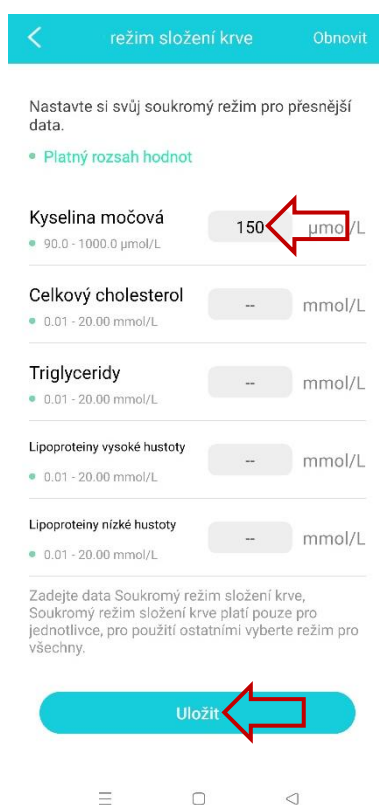 režim složení krve
Obnovit
Nastavte si svůj soukromý režim pro přesnější
data.
Platný rozsah hodnot
Kyselina močová
150
µmol/L
90.0 - 1000.0 µmol/L
Celkový cholesterol
--
mmol/L
0.01 - 20.00 mmol/L
Triglyceridy
--
mmol/L
0.01 - 20.00 mmol/L
Lipoproteiny vysoké hustoty
--
mmol/L
0.01 - 20.00 mmol/L
Lipoproteiny nízké hustoty
--
mmol/L
0.01 - 20.00 mmol/L
Zadejte data Soukromý režim složení krve,
Soukromý režim složení krve platí pouze pro
jednotlivce, pro použití ostatními vyberte režim pro
všechny.
Uložit